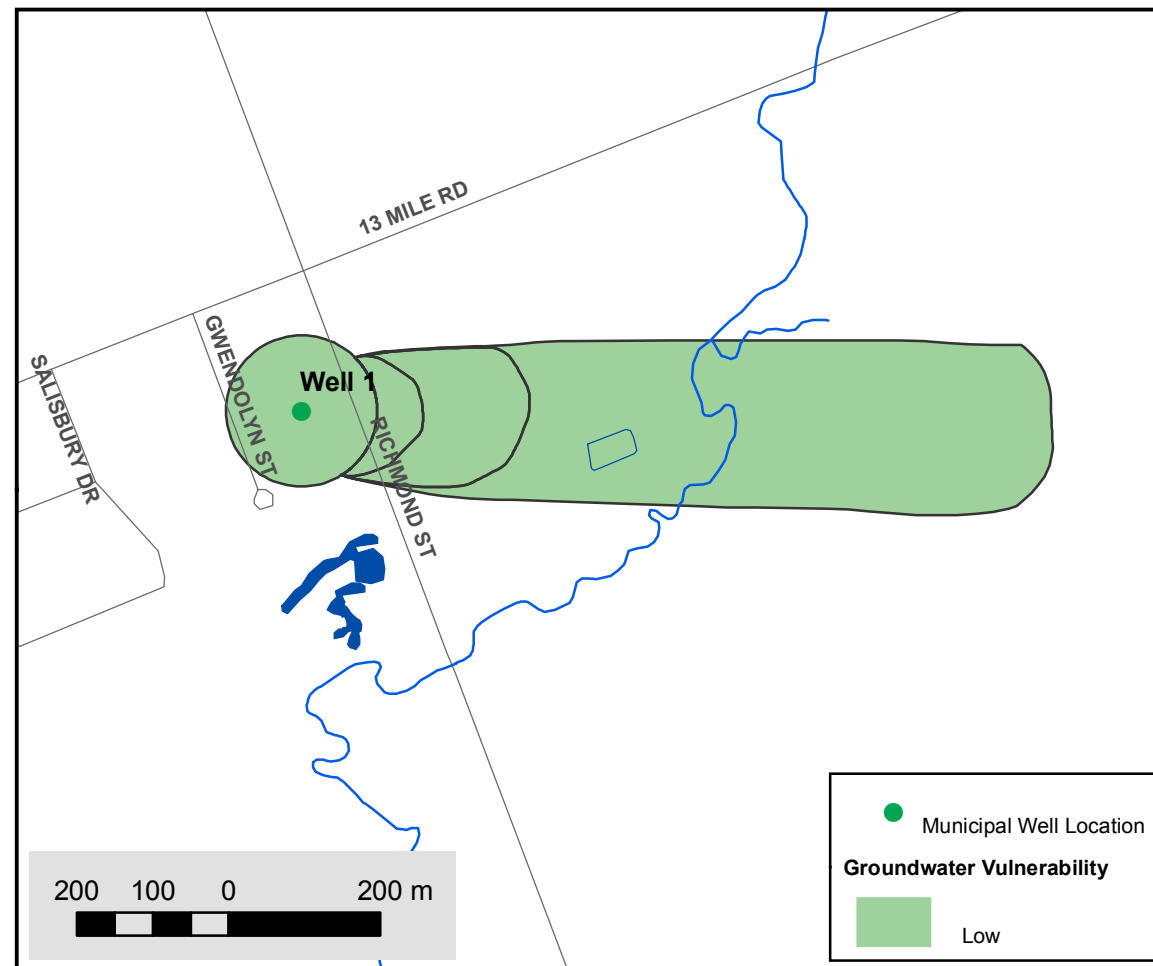 13 MILE RD
GWENDOLYN ST
SALISBURY DR
Well 1
RICHMOND ST
Municipal Well Location
Groundwater Vulnerability
Low
200 100 0 200 m